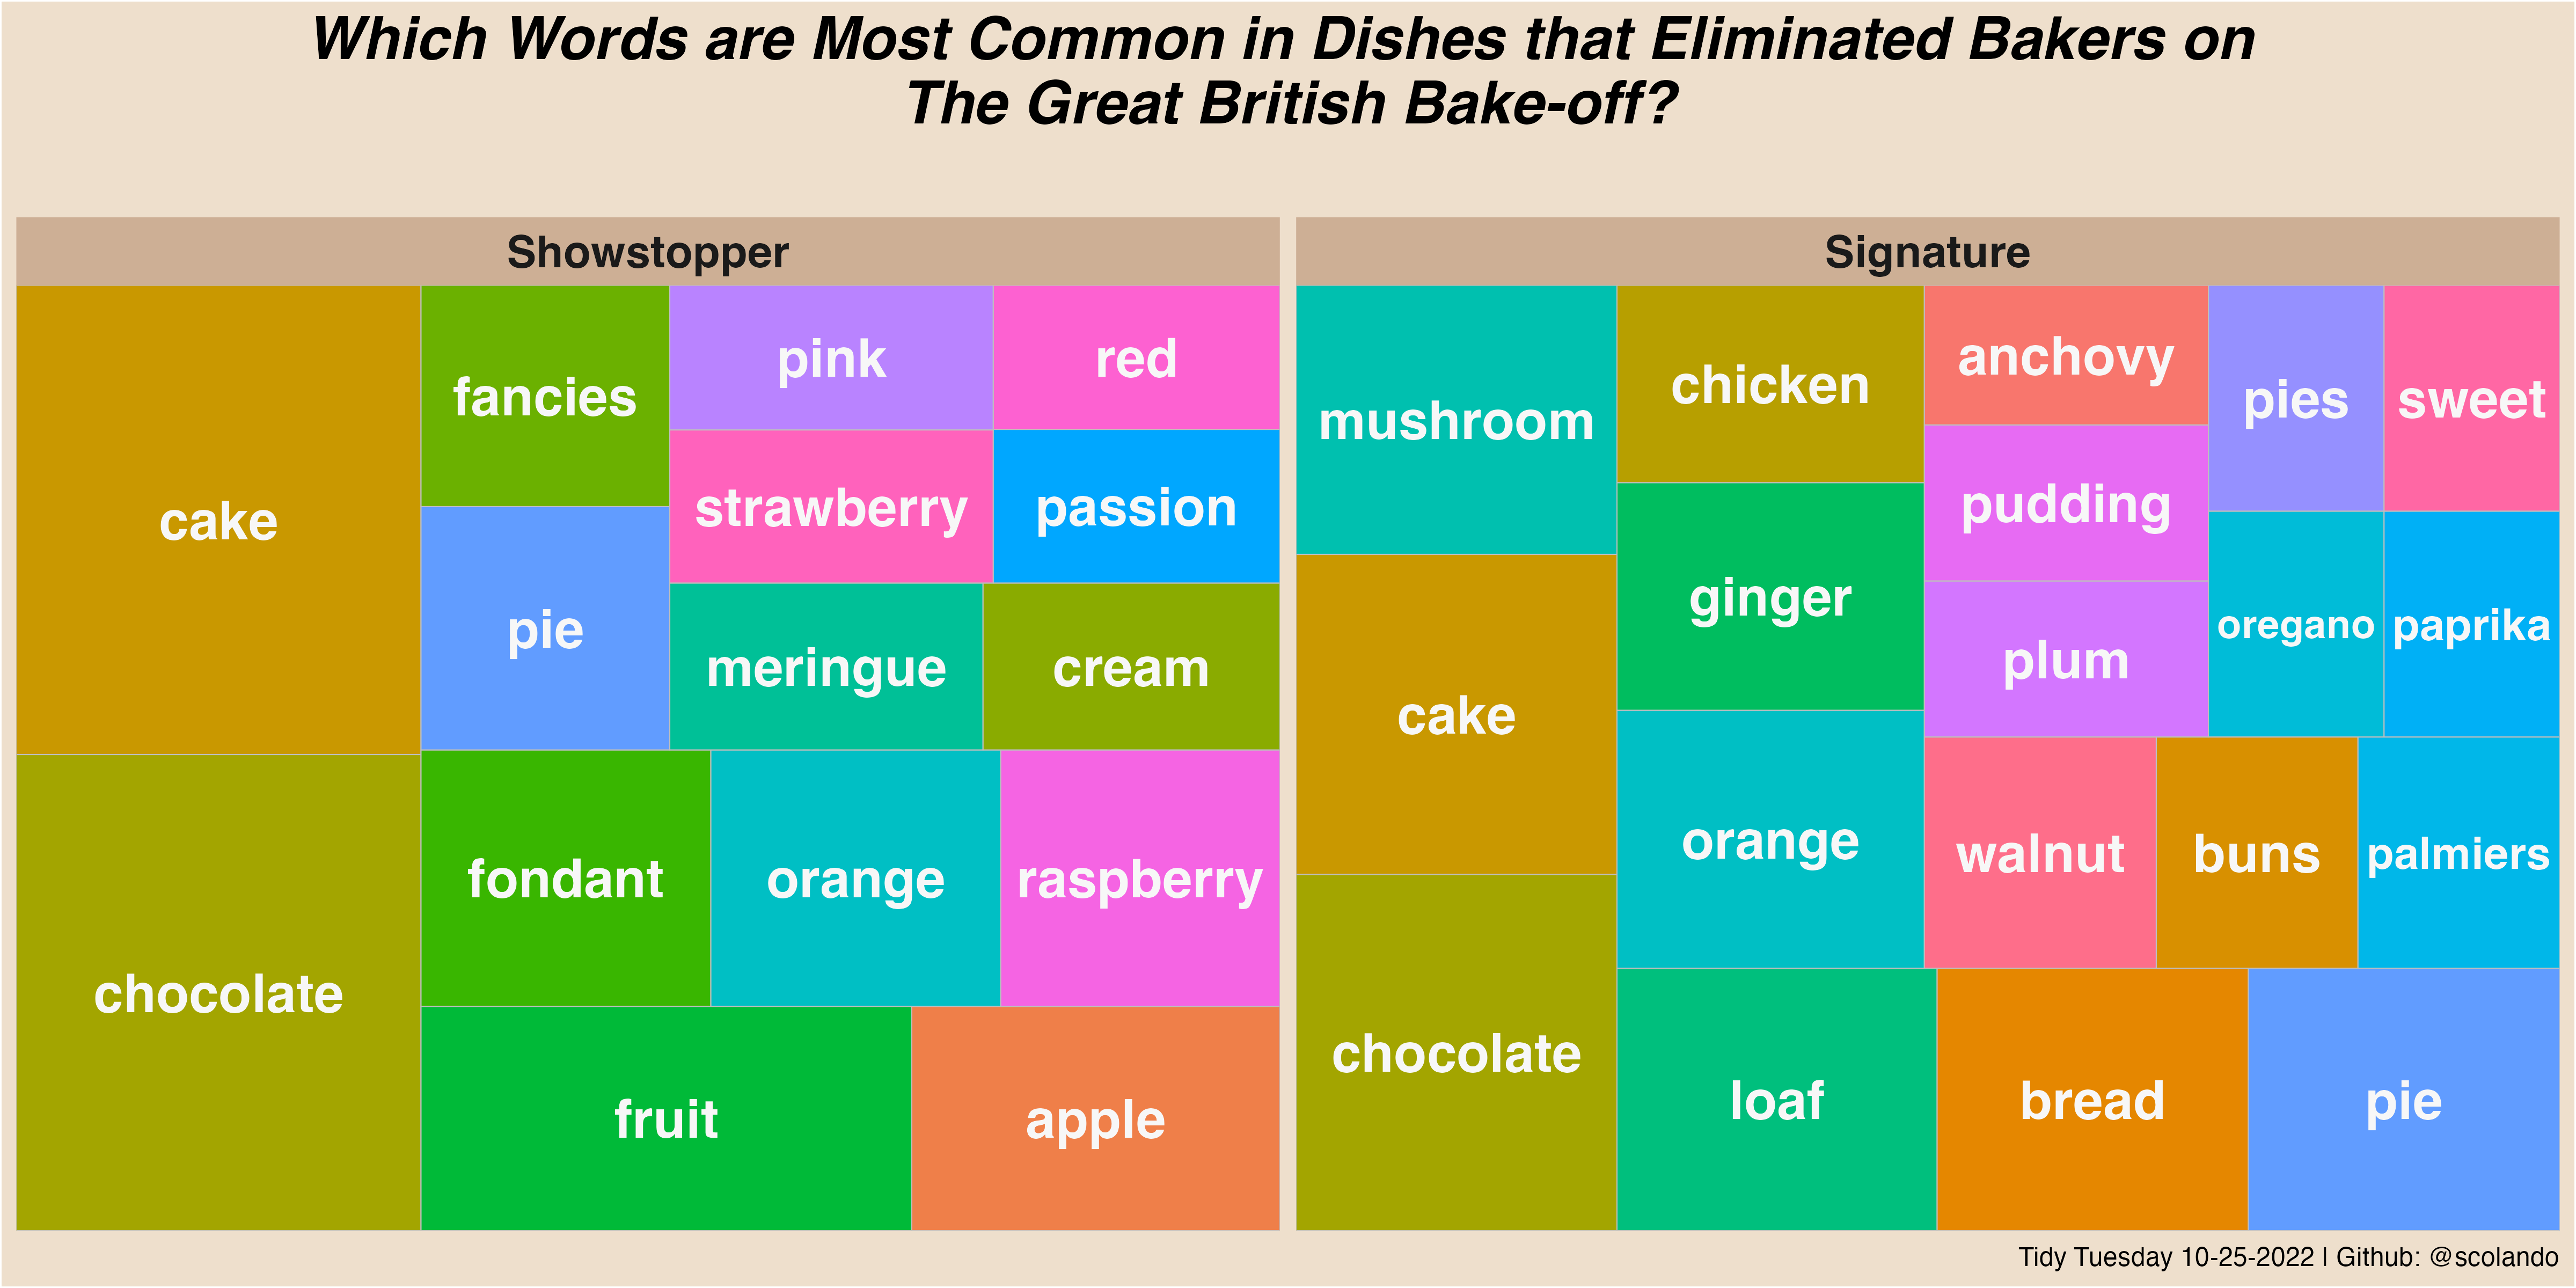 Which Words are Most Common in Dishes that Eliminated Bakers on
The Great British Bake-off?
Showstopper
cake
chocolate
fancies
pie
pink
red
strawberry
passion
meringue
cream
fondant
orange
raspberry
fruit
apple
Signature
mushroom
cake
chocolate
chicken
ginger
orange
anchovy
pudding
plum
pies
sweet
oregano
paprika
walnut
buns
palmiers
loaf
bread
pie
Tidy Tuesday 10-25-2022 | Github: @scolando